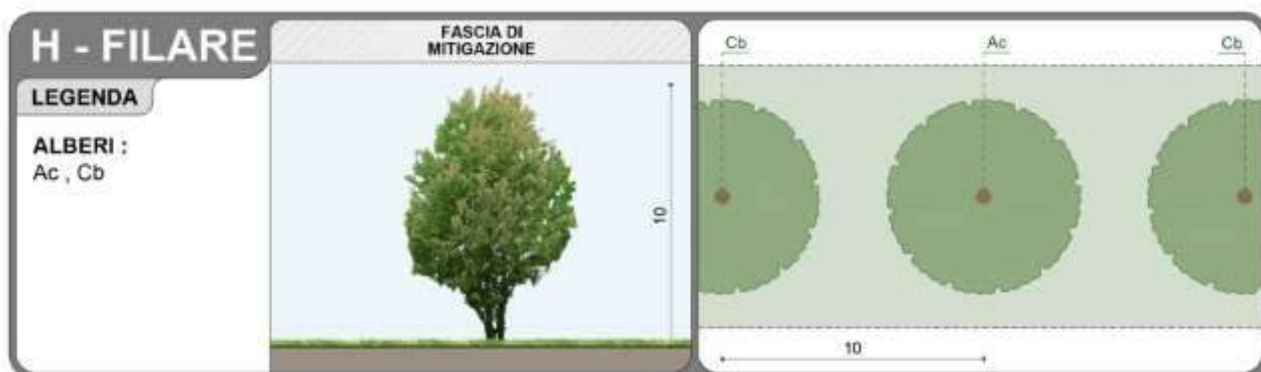 H - FILARE
LEGENDA
ALBERI :
Ac , Cb
FASCIA DI
MITIGAZIONE
10
Cb
Ac
Cb
10